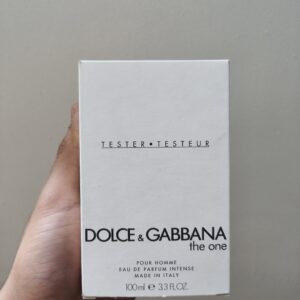 TESTER • TESTEUR
DOLCE & GABBANA
the one
POUR HOMME
EAU DE PARFUM INTENSE
MADE IN ITALY
100ml ℮ 3.3 FL.OZ.